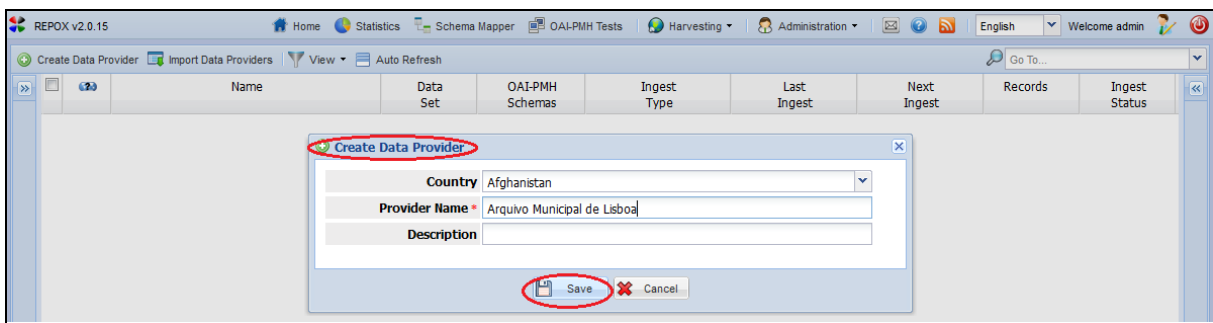 REPOX v2.0.15 Home Statistics Schema Mapper OAI-PMH Tests Harvesting Administration English Welcome admin
Create Data Provider Import Data Providers View Auto Refresh Go To...
Name Data Set OAI-PMH Schemas Ingest Type Last Ingest Next Ingest Records Ingest Status
Create Data Provider
Country Afghanistan
Provider Name * Arquivo Municipal de Lisboa
Description
Save Cancel